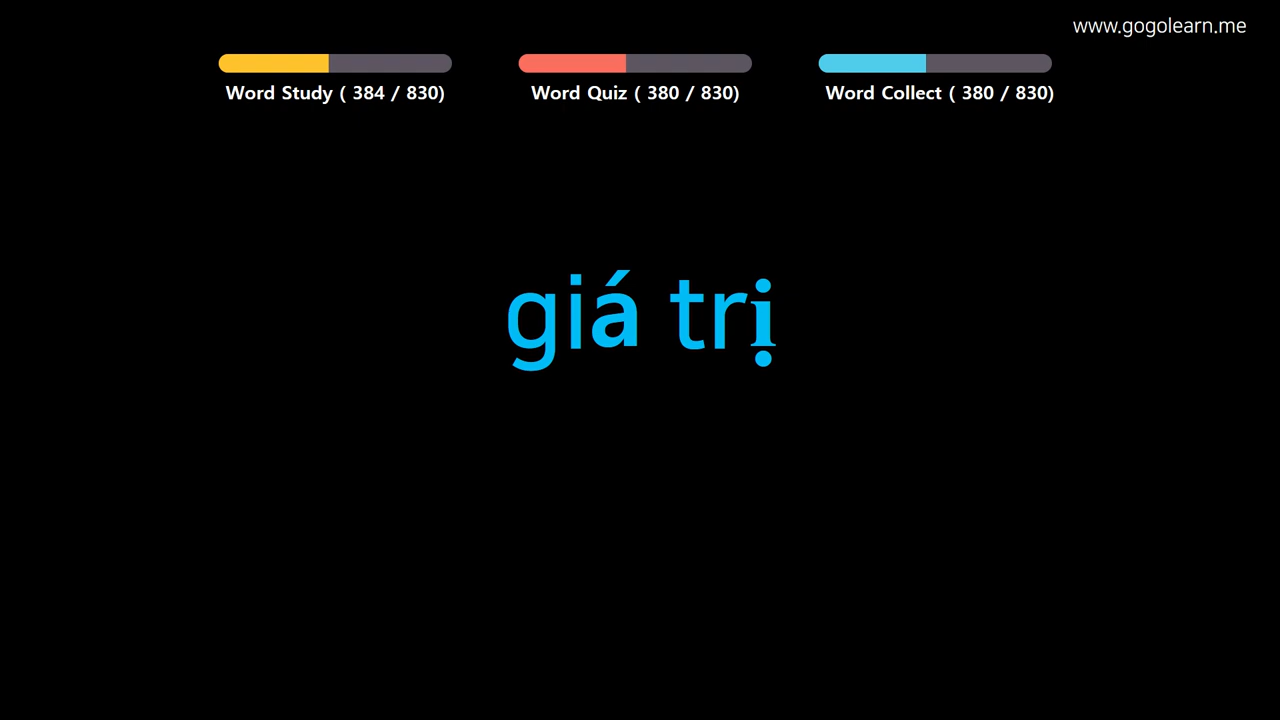 www.gogolearn.me
Word Study ( 384 / 830)
Word Quiz ( 380 / 830)
Word Collect ( 380 / 830)
giá trị